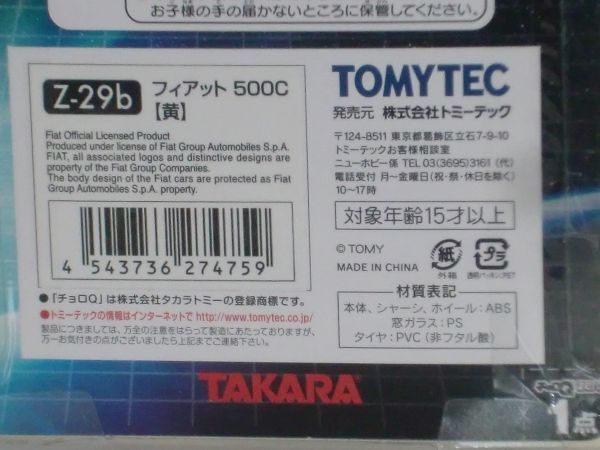 お子様の手の届かないところに保管してください。
Z-29b
フィアット 500C
【黄】
Fiat Official Licensed Product
Produced under license of Fiat Group Automobiles S.p.A.
FIAT, all associated logos and distinctive designs are
property of the Fiat Group Companies.
The body design of the Fiat cars are protected as Fiat
Group Automobiles S.p.A. property.
4 543736 274759
●「チョロQ」は株式会社タカラトミーの登録商標です。
●トミーテックの情報はインターネットで http://www.tomytec.co.jp/
製品につきましては、万全の注意をはらって製造にあたっておりますが、
万一お気付きの点がございましたら上記までご連絡ください。
TOMYTEC
発売元 株式会社トミーテック
〒124-8511 東京都葛飾区立石7-9-10
トミーテックお客様相談室
ニューホビー係 TEL 03(3695)3161 (代)
電話受付 月〜金曜日(祝・祭・休日を除く)
10〜17時
対象年齢15才以上
© TOMY
MADE IN CHINA
紙
外箱
プラ
材質表記
本体、シャーシ、ホイール:ABS
窓ガラス:PS
タイヤ:PVC (非フタル酸)
TAKARA
チョロQ
1点